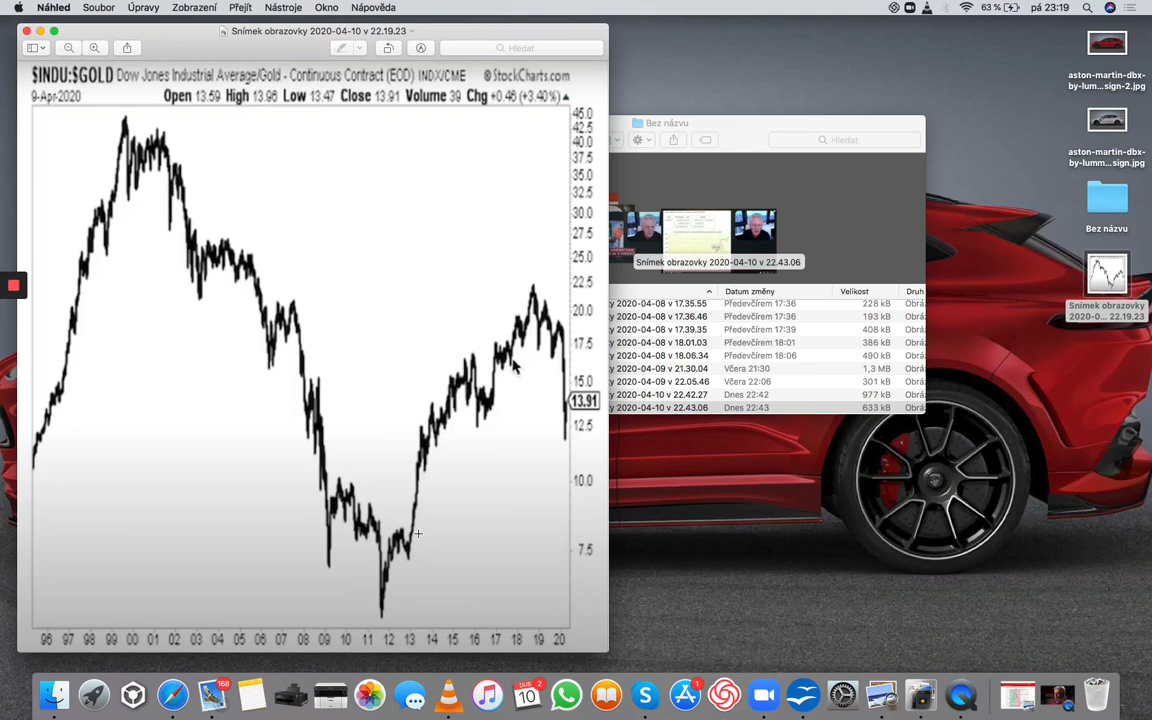 Náhled Soubor Úpravy Zobrazení Přejít Nástroje Okno Nápověda 63 % pá 23:19
Snímek obrazovky 2020-04-10 v 22.19.23
Hledat
$INDU:$GOLD Dow Jones Industrial Average/Gold - Continuous Contract (EOD) INDX/CME ©StockCharts.com
9-Apr-2020 Open 13.59 High 13.96 Low 13.47 Close 13.91 Volume 39 Chg +0.46 (+3.40%)
45.0
42.5
40.0
37.5
35.0
32.5
30.0
27.5
25.0
22.5
20.0
17.5
15.0
13.91
12.5
10.0
7.5
96 97 98 99 00 01 02 03 04 05 06 07 08 09 10 11 12 13 14 15 16 17 18 19 20
Bez názvu
Hledat
Snímek obrazovky 2020-04-10 v 22.43.06
Datum změny Velikost Druh
2020-04-08 v 17.35.55 Předevčírem 17:36 228 kB
2020-04-08 v 17.36.46 Předevčírem 17:36 193 kB
2020-04-08 v 17.39.35 Předevčírem 17:39 408 kB
2020-04-08 v 18.01.03 Předevčírem 18:01 386 kB
2020-04-08 v 18.06.34 Předevčírem 18:06 490 kB
2020-04-09 v 21.30.04 Včera 21:30 1,3 MB
2020-04-09 v 22.05.46 Včera 22:06 301 kB
2020-04-10 v 22.42.27 Dnes 22:42 977 kB
2020-04-10 v 22.43.06 Dnes 22:43 633 kB
aston-martin-dbx-
by-lum...sign-2.jpg
aston-martin-dbx-
by-lumm...sign.jpg
Bez názvu
Snímek obrazovky
2020-0... 22.19.23
168
DUB
10
2
1